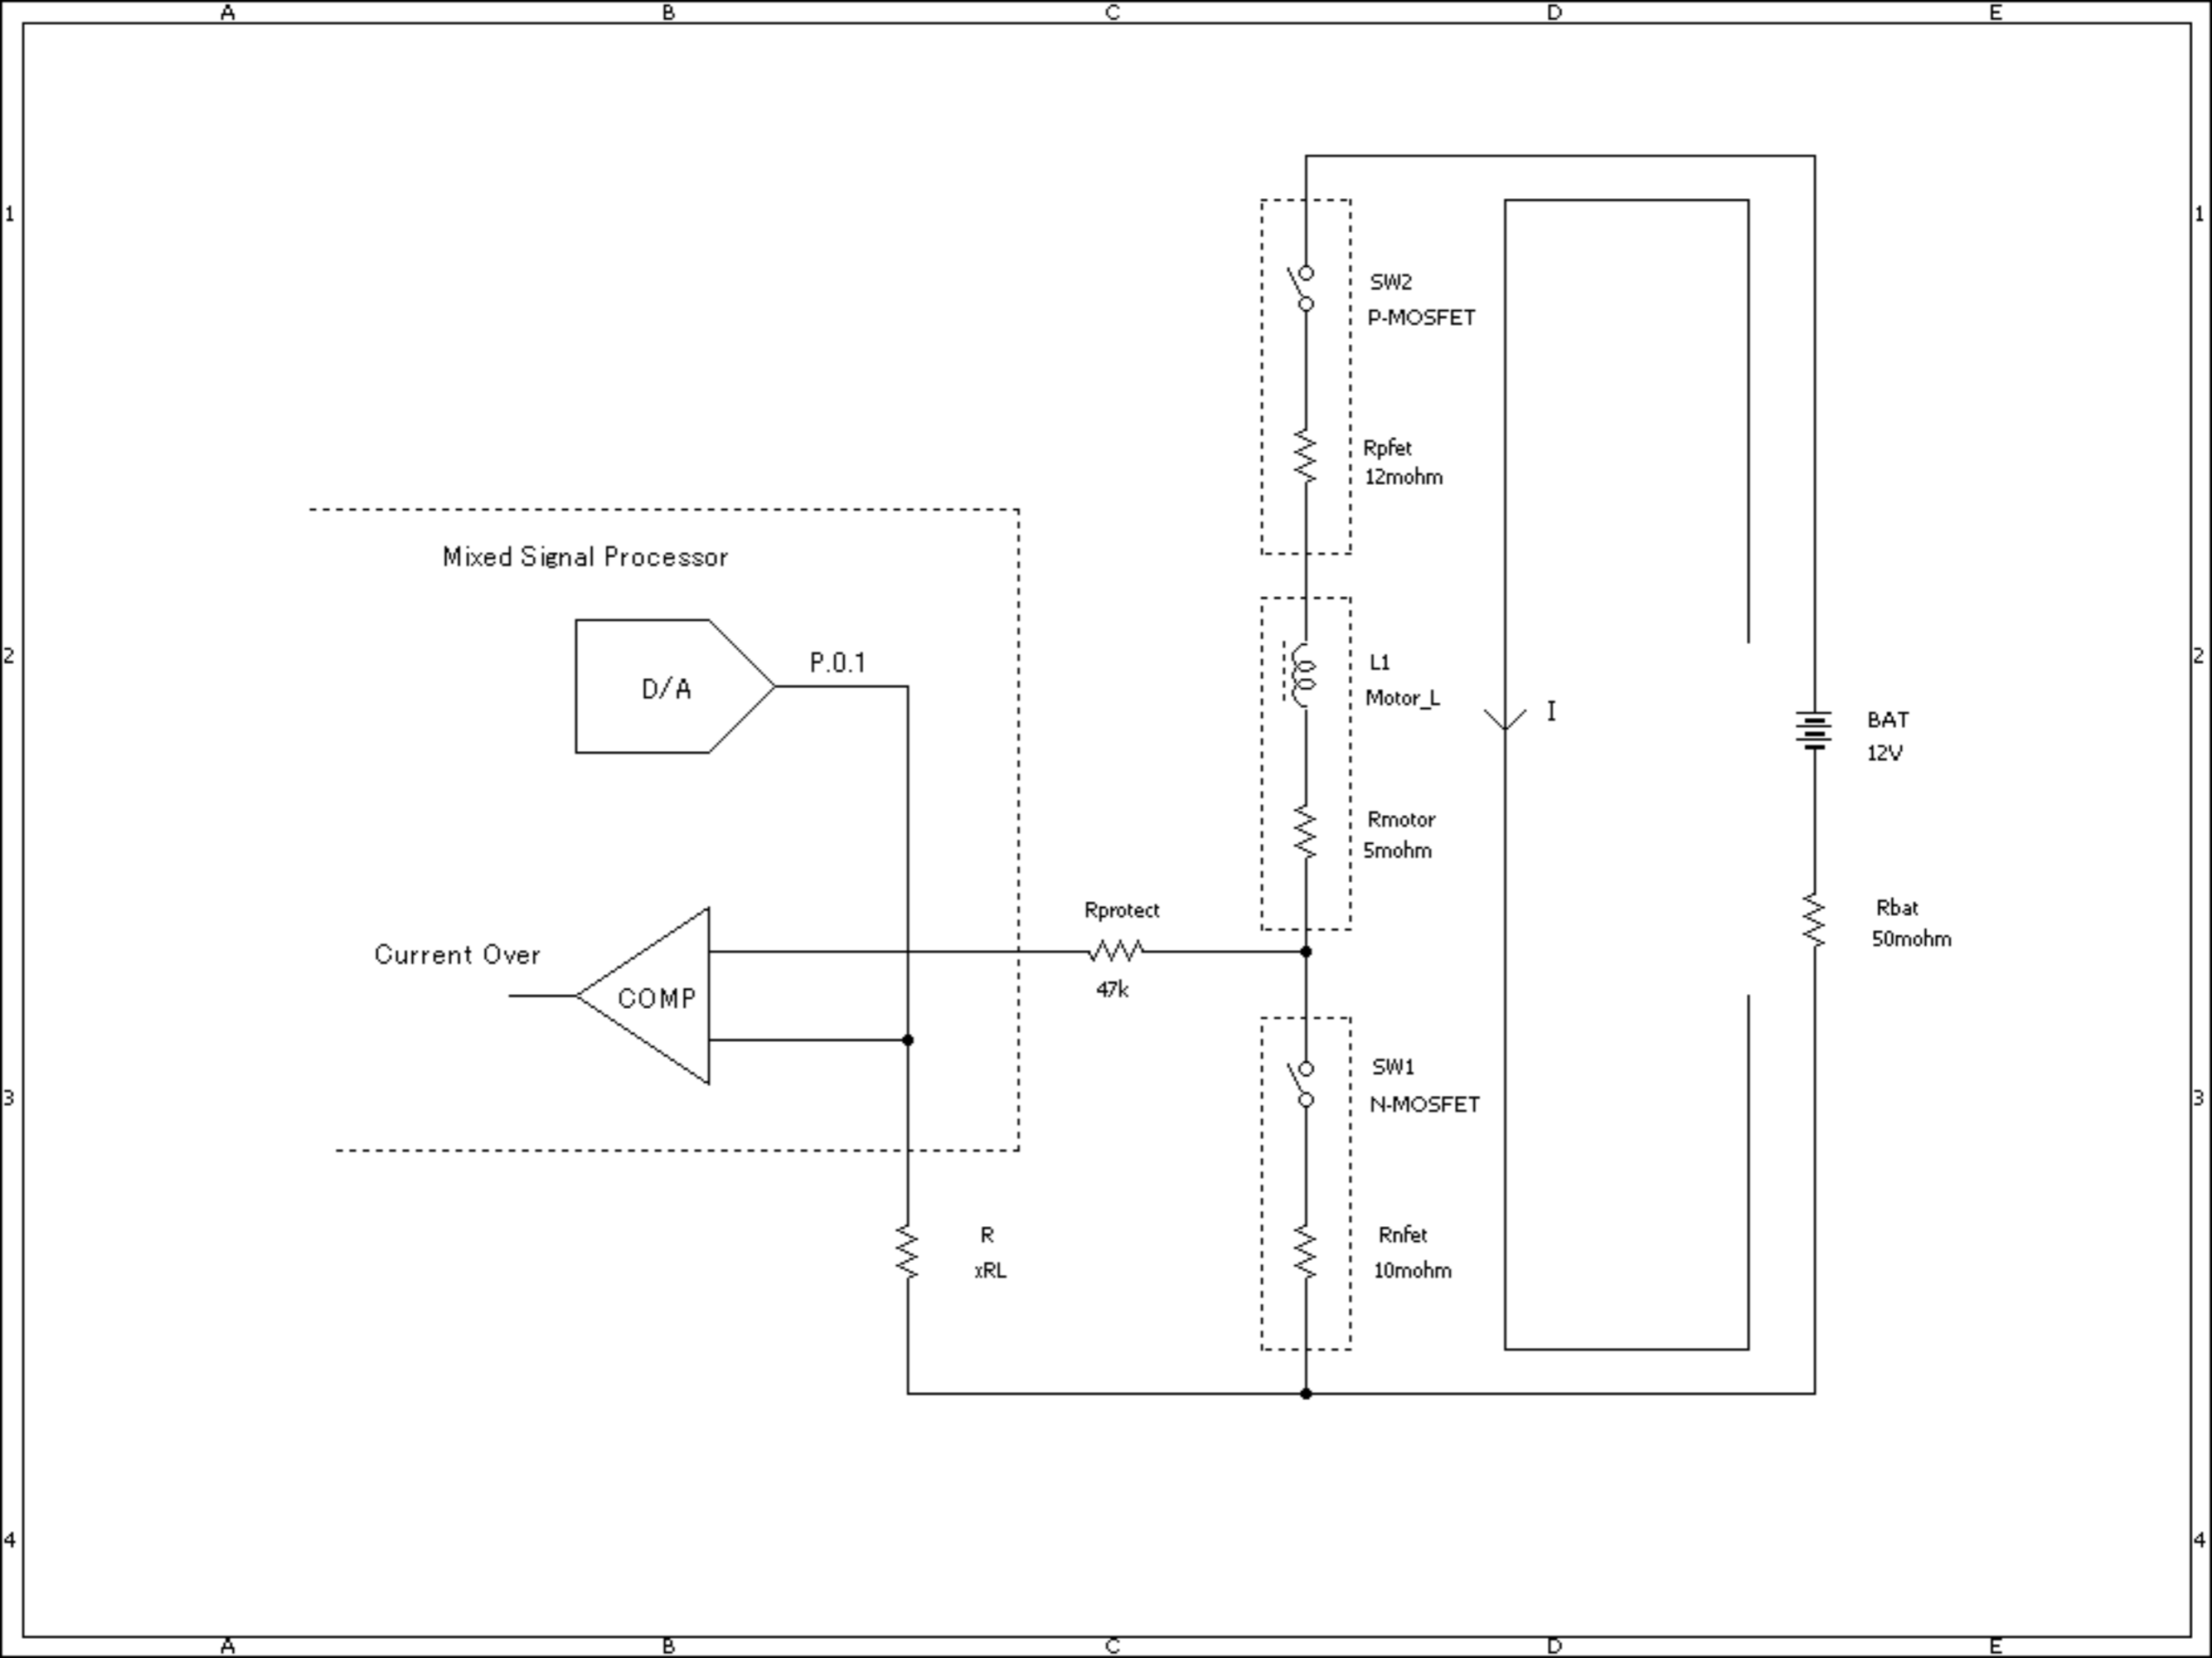 A B C D E
1 1
SW2
P-MOSFET
Rpfet
12mohm
Mixed Signal Processor
2 2
D/A
P.0.1
L1
Motor_L
I
BAT
12V
Rmotor
5mohm
Rprotect
47k
Rbat
50mohm
Current Over
COMP
SW1
N-MOSFET
3 3
R
xRL
Rnfet
10mohm
4 4
A B C D E